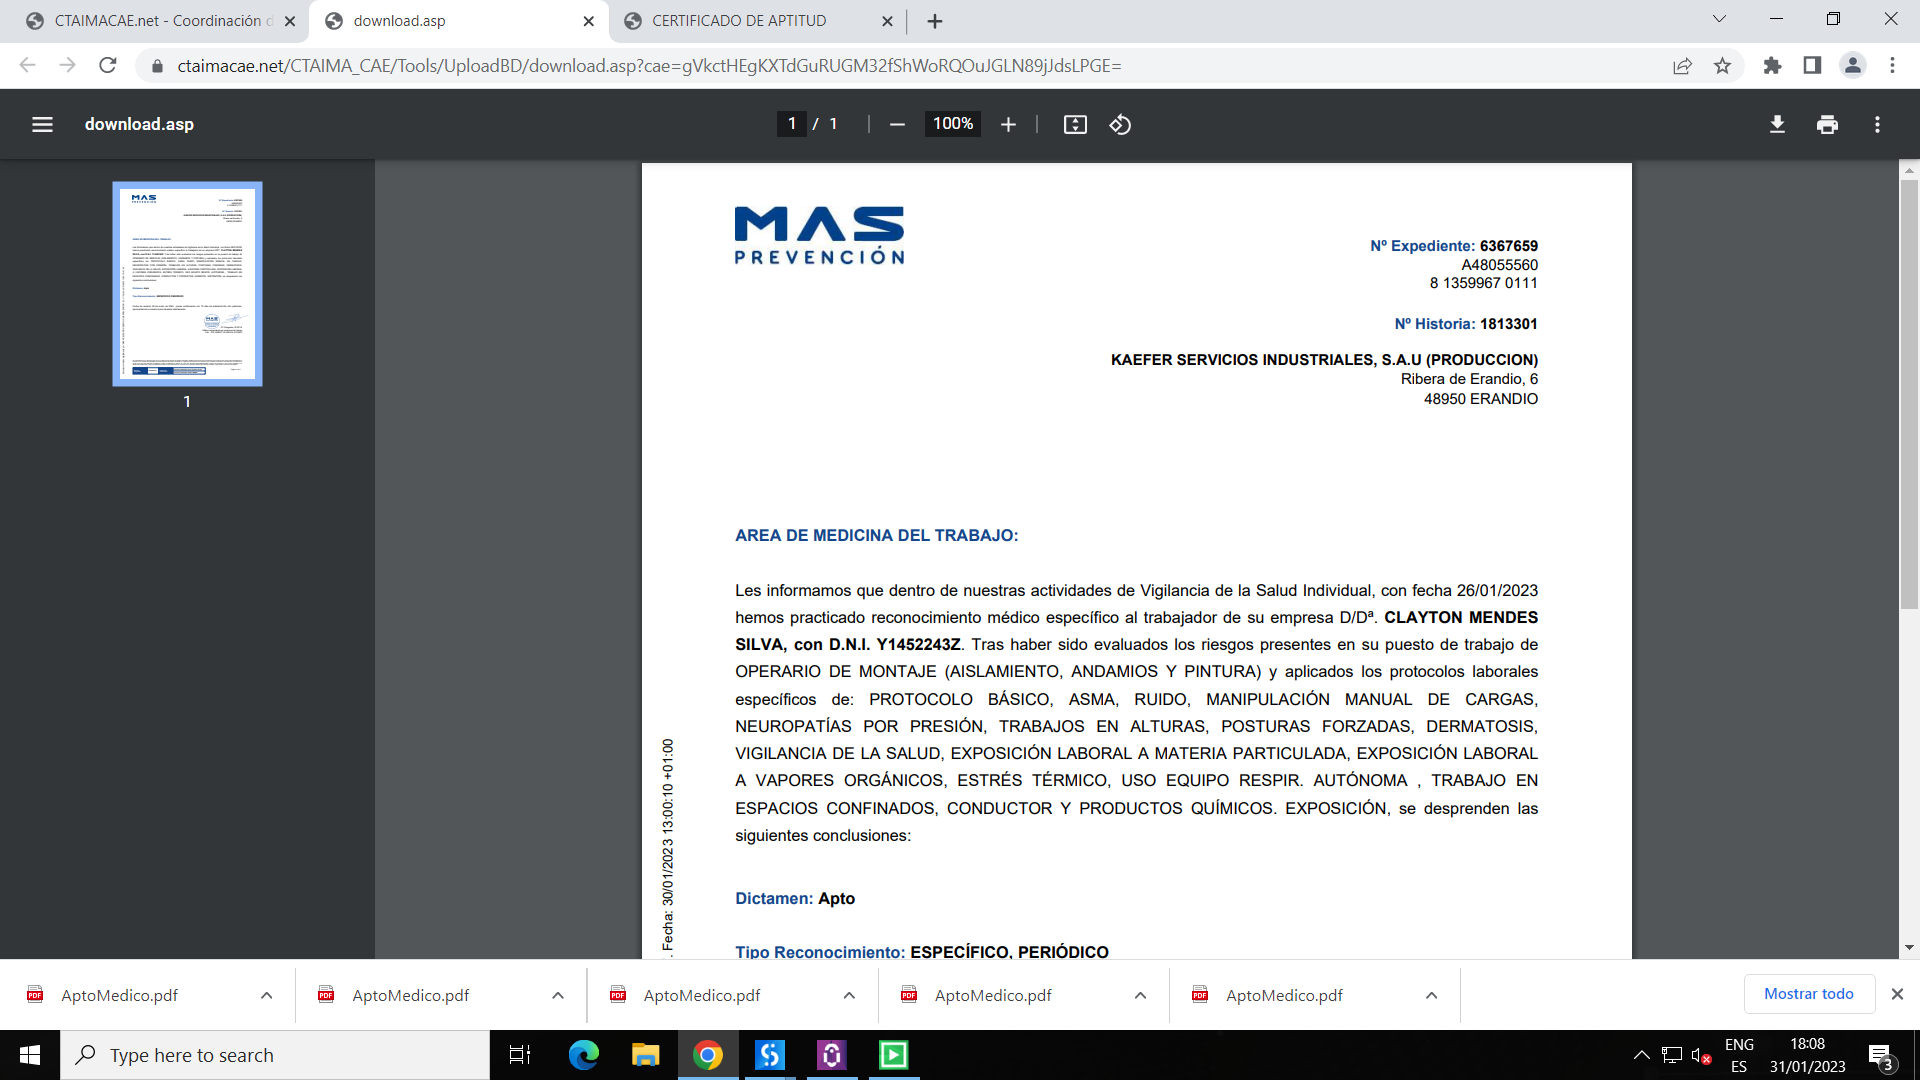 CTAIMACAE.net - Coordinación d
download.asp
CERTIFICADO DE APTITUD
ctaimacae.net/CTAIMA_CAE/Tools/UploadBD/download.asp?cae=gVkctHEgKXTdGuRUGM32fShWoRQOuJGLN89jJdsLPGE=
download.asp
1 / 1
100%
1
MAS
PREVENCIÓN
Nº Expediente: 6367659
A48055560
8 1359967 0111
Nº Historia: 1813301
KAEFER SERVICIOS INDUSTRIALES, S.A.U (PRODUCCION)
Ribera de Erandio, 6
48950 ERANDIO
AREA DE MEDICINA DEL TRABAJO:
Les informamos que dentro de nuestras actividades de Vigilancia de la Salud Individual, con fecha 26/01/2023
hemos practicado reconocimiento médico específico al trabajador de su empresa D/Dª. CLAYTON MENDES
SILVA, con D.N.I. Y1452243Z. Tras haber sido evaluados los riesgos presentes en su puesto de trabajo de
OPERARIO DE MONTAJE (AISLAMIENTO, ANDAMIOS Y PINTURA) y aplicados los protocolos laborales
específicos de: PROTOCOLO BÁSICO, ASMA, RUIDO, MANIPULACIÓN MANUAL DE CARGAS,
NEUROPATÍAS POR PRESIÓN, TRABAJOS EN ALTURAS, POSTURAS FORZADAS, DERMATOSIS,
VIGILANCIA DE LA SALUD, EXPOSICIÓN LABORAL A MATERIA PARTICULADA, EXPOSICIÓN LABORAL
A VAPORES ORGÁNICOS, ESTRÉS TÉRMICO, USO EQUIPO RESPIR. AUTÓNOMA , TRABAJO EN
ESPACIOS CONFINADOS, CONDUCTOR Y PRODUCTOS QUÍMICOS. EXPOSICIÓN, se desprenden las
siguientes conclusiones:
Dictamen: Apto
Tipo Reconocimiento: ESPECÍFICO, PERIÓDICO
. Fecha: 30/01/2023 13:00:10 +01:00
AptoMedico.pdf
AptoMedico.pdf
AptoMedico.pdf
AptoMedico.pdf
AptoMedico.pdf
Mostrar todo
Type here to search
ENG
ES
18:08
31/01/2023
3